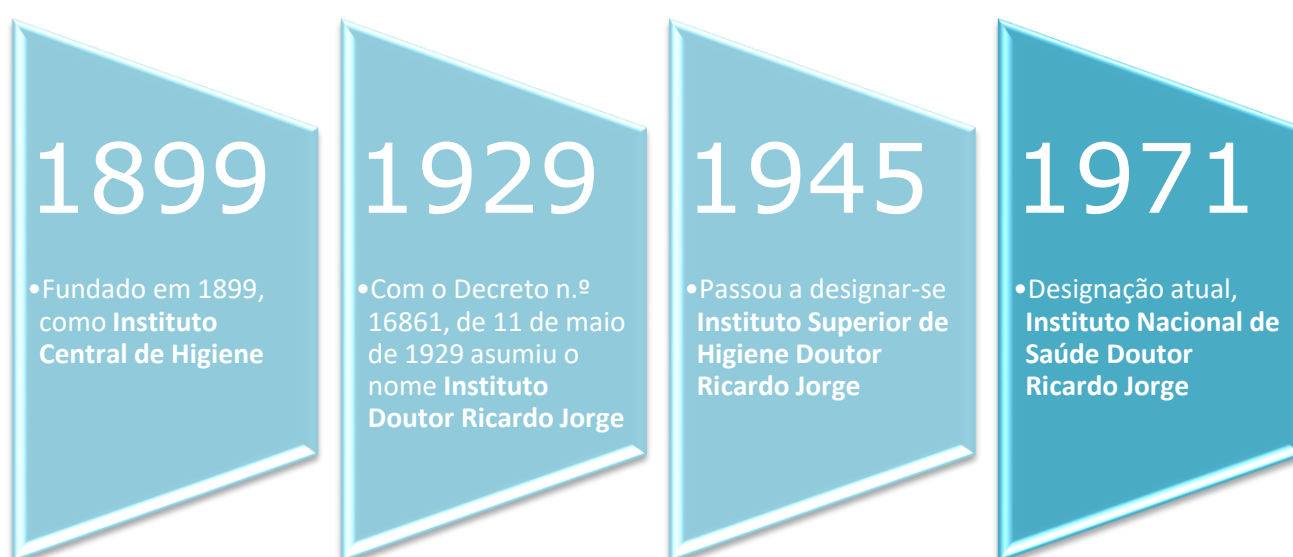 1899
•Fundado em 1899,
como Instituto
Central de Higiene
1929
•Com o Decreto n.º
16861, de 11 de maio
de 1929 asumiu o
nome Instituto
Doutor Ricardo Jorge
1945
•Passou a designar-se
Instituto Superior de
Higiene Doutor
Ricardo Jorge
1971
•Designação atual,
Instituto Nacional de
Saúde Doutor
Ricardo Jorge